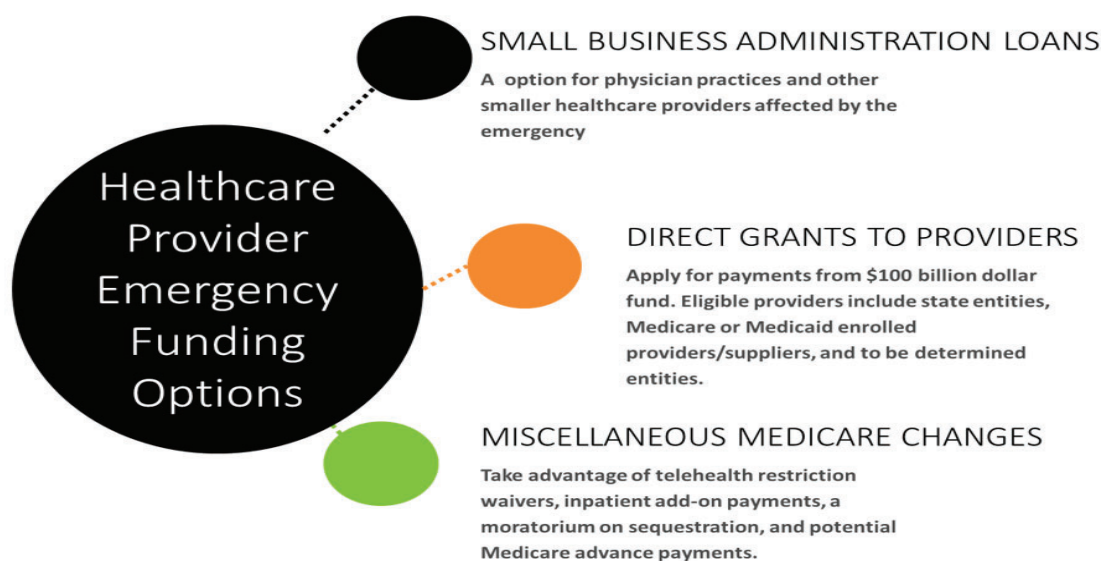 Healthcare
Provider
Emergency
Funding
Options
SMALL BUSINESS ADMINISTRATION LOANS
A option for physician practices and other
smaller healthcare providers affected by the
emergency
DIRECT GRANTS TO PROVIDERS
Apply for payments from $100 billion dollar
fund. Eligible providers include state entities,
Medicare or Medicaid enrolled
providers/suppliers, and to be determined
entities.
MISCELLANEOUS MEDICARE CHANGES
Take advantage of telehealth restriction
waivers, inpatient add-on payments, a
moratorium on sequestration, and potential
Medicare advance payments.